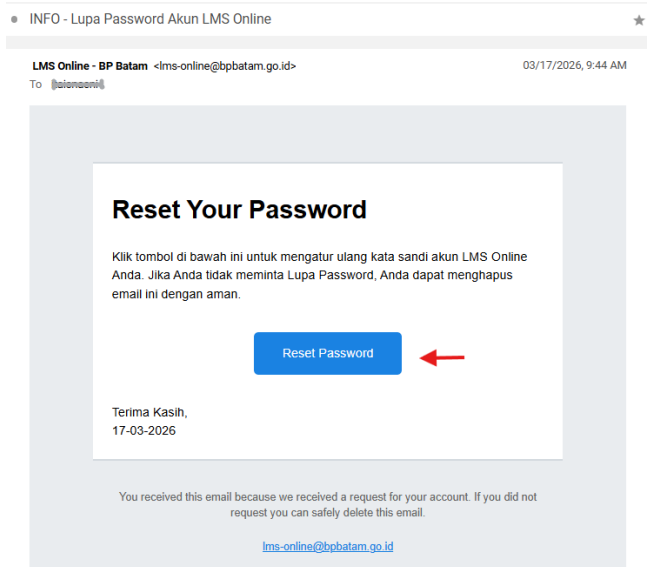 INFO - Lupa Password Akun LMS Online
LMS Online - BP Batam <lms-online@bpbatam.go.id>
03/17/2026, 9:44 AM
To
Reset Your Password
Klik tombol di bawah ini untuk mengatur ulang kata sandi akun LMS Online
Anda. Jika Anda tidak meminta Lupa Password, Anda dapat menghapus
email ini dengan aman.
Reset Password
Terima Kasih,
17-03-2026
You received this email because we received a request for your account. If you did not
request you can safely delete this email.
lms-online@bpbatam.go.id